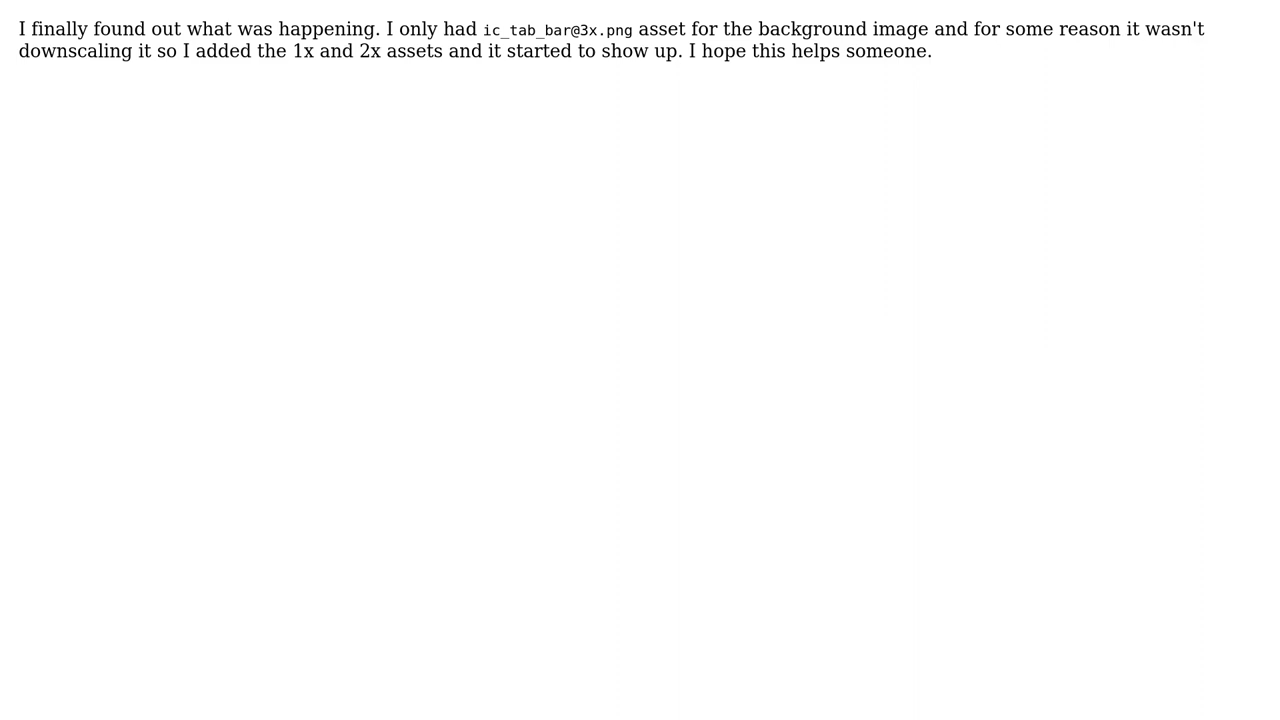 I finally found out what was happening. I only had ic_tab_bar@3x.png asset for the background image and for some reason it wasn't
downscaling it so I added the 1x and 2x assets and it started to show up. I hope this helps someone.